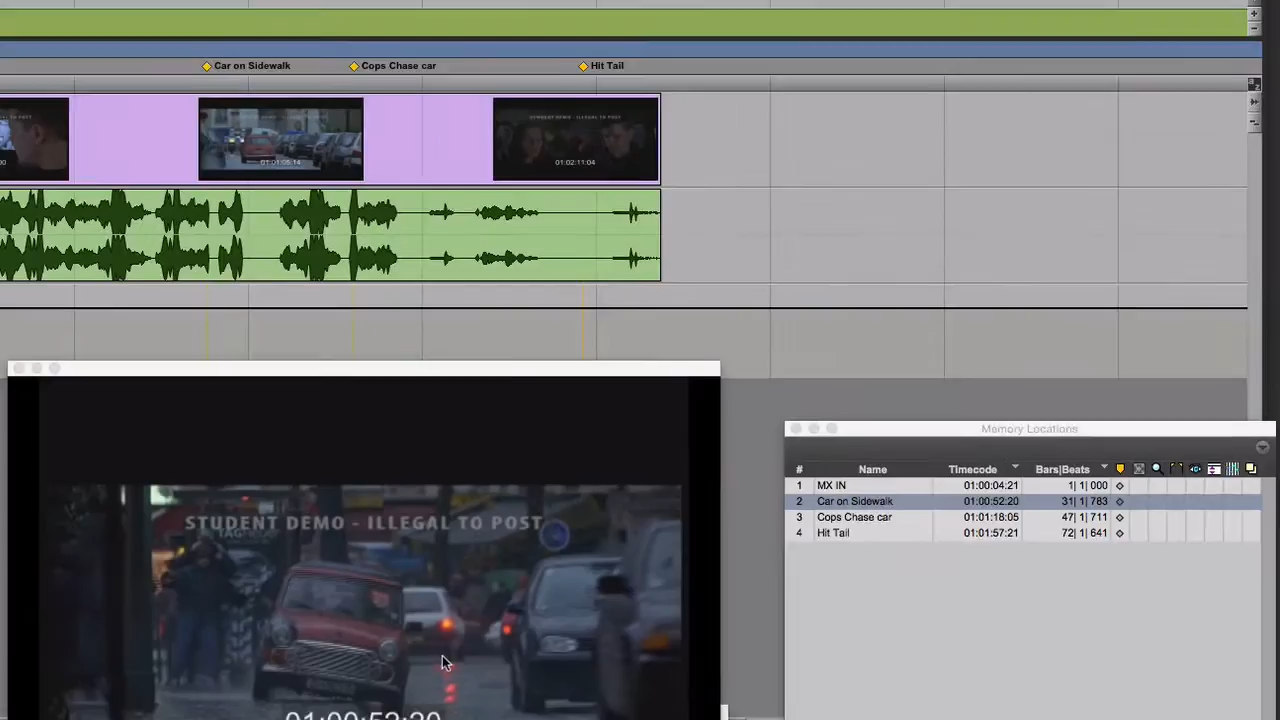 Car on Sidewalk Cops Chase car Hit Tail
STUDENT DEMO - ILLEGAL TO POST
00 01:01:05:14 01:02:11:04
Memory Locations
# Name Timecode Bars|Beats
1 MX IN 01:00:04:21 1| 1| 000
2 Car on Sidewalk 01:00:52:20 31| 1| 783
3 Cops Chase car 01:01:18:05 47| 1| 711
4 Hit Tail 01:01:57:21 72| 1| 641
STUDENT DEMO - ILLEGAL TO POST
01:00:52:20